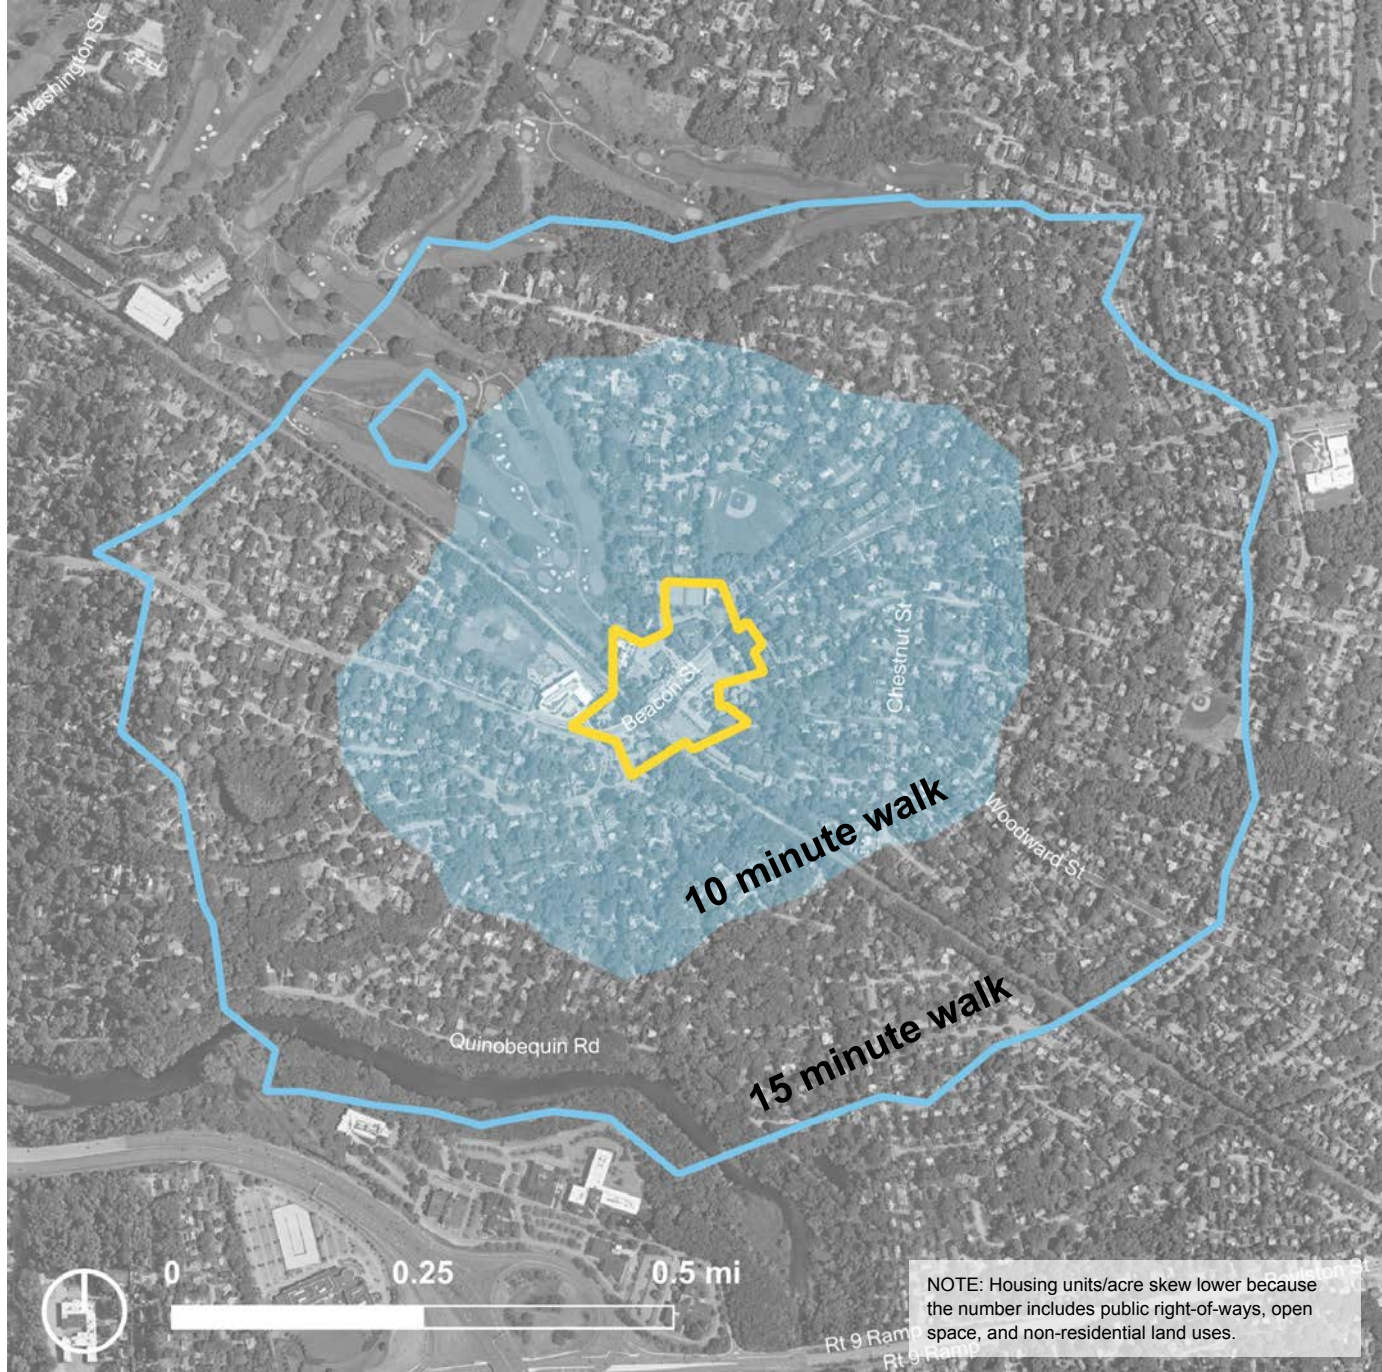 Washington St
Chestnut St
Beacon St
10 minute walk
Woodward St
15 minute walk
Quinobequin Rd
0 0.25 0.5 mi
NOTE: Housing units/acre skew lower because
the number includes public right-of-ways, open
space, and non-residential land uses.
Rt 9 Ramp
Rt 9 Ramp